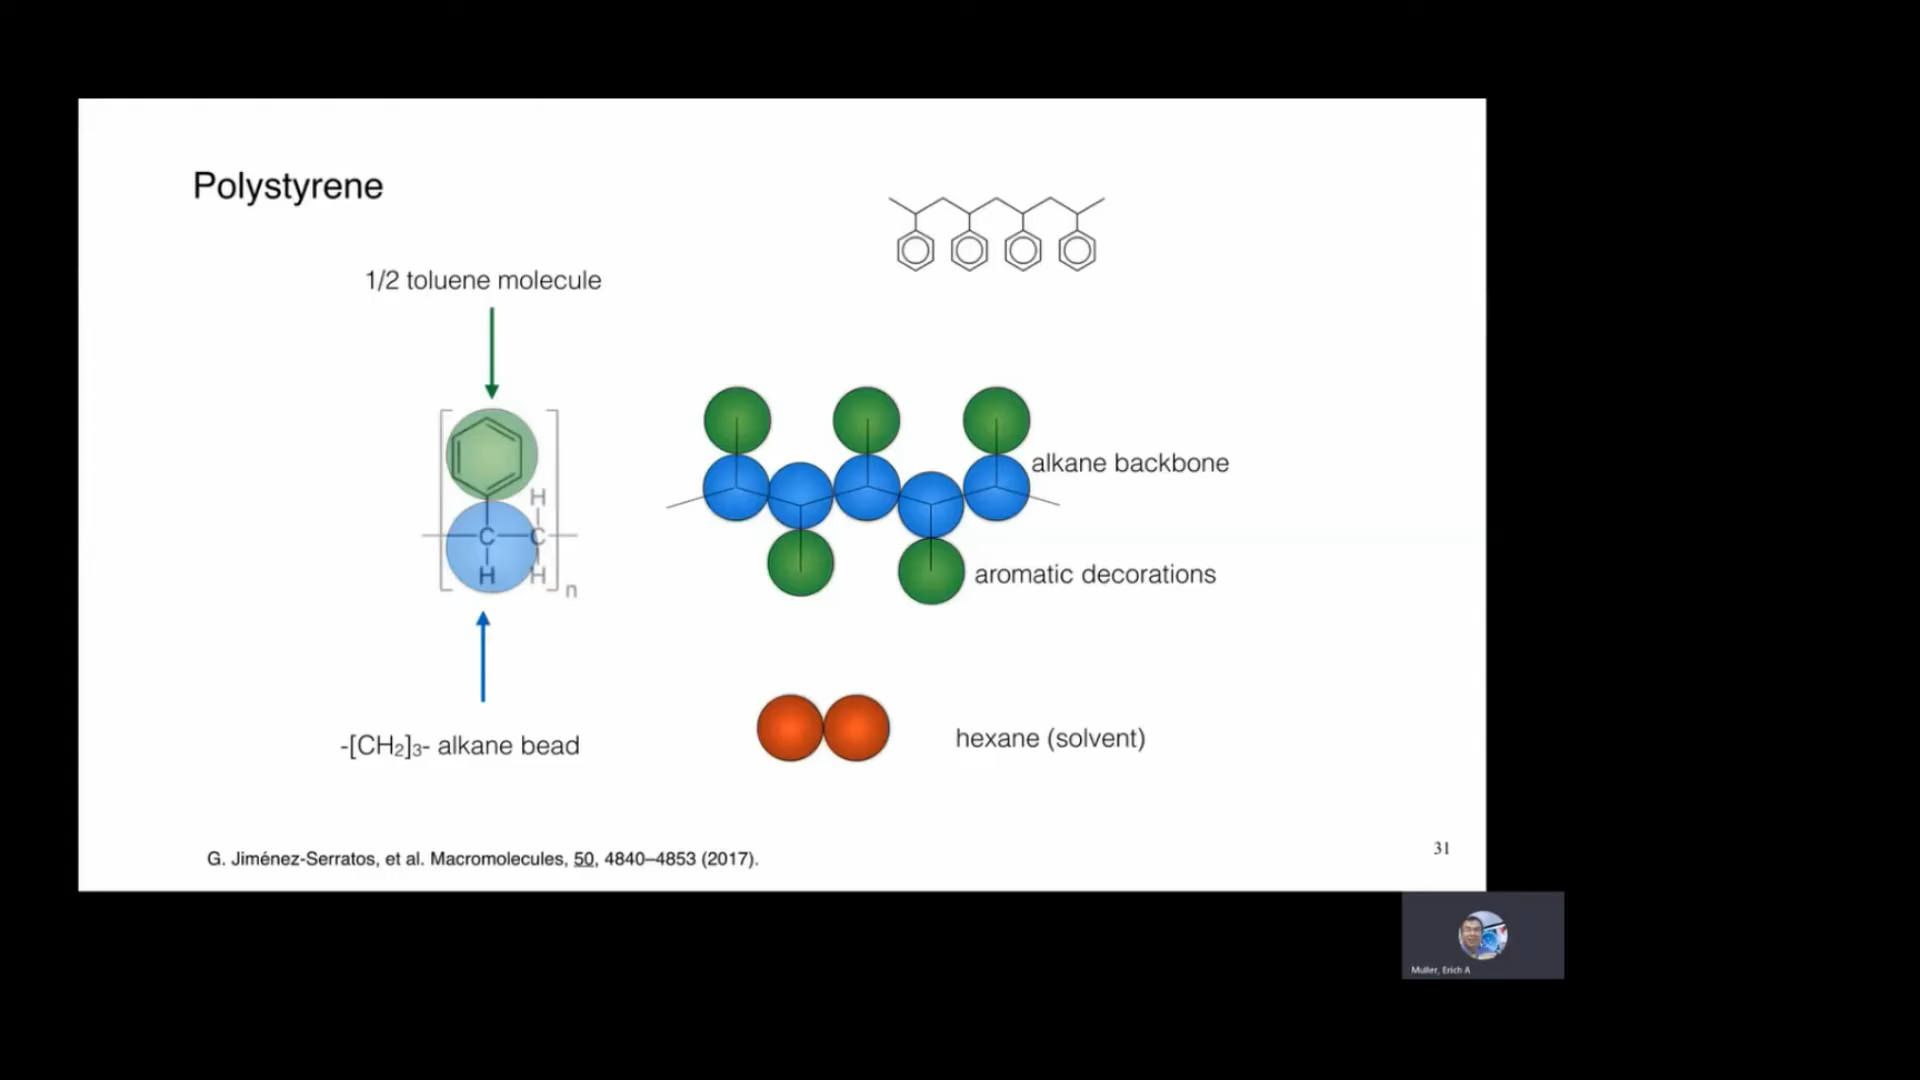 Polystyrene
1/2 toluene molecule
C
H
C
H
H
n
-[CH₂]₃- alkane bead
alkane backbone
aromatic decorations
hexane (solvent)
G. Jiménez-Serratos, et al. Macromolecules, 50, 4840–4853 (2017).
31
Muller, Erich A